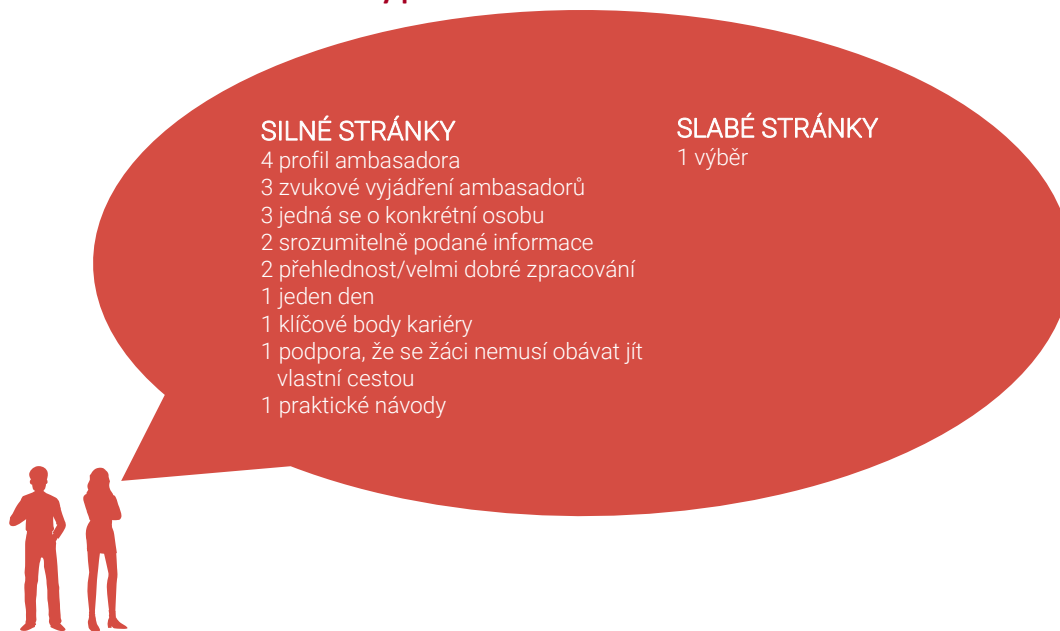 SILNÉ STRÁNKY
4 profil ambasadora
3 zvukové vyjádření ambasadorů
3 jedná se o konkrétní osobu
2 srozumitelně podané informace
2 přehlednost/velmi dobré zpracování
1 jeden den
1 klíčové body kariéry
1 podpora, že se žáci nemusí obávat jít
vlastní cestou
1 praktické návody
SLABÉ STRÁNKY
1 výběr